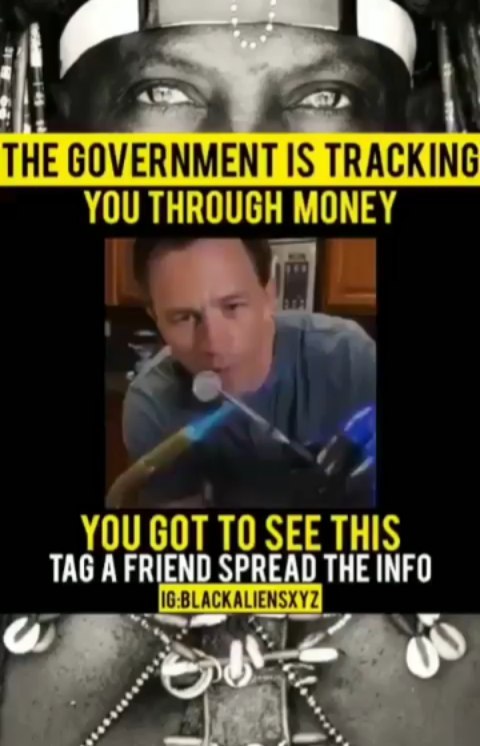 THE GOVERNMENT IS TRACKING
YOU THROUGH MONEY
YOU GOT TO SEE THIS
TAG A FRIEND SPREAD THE INFO
IG:BLACKALIENSXYZ